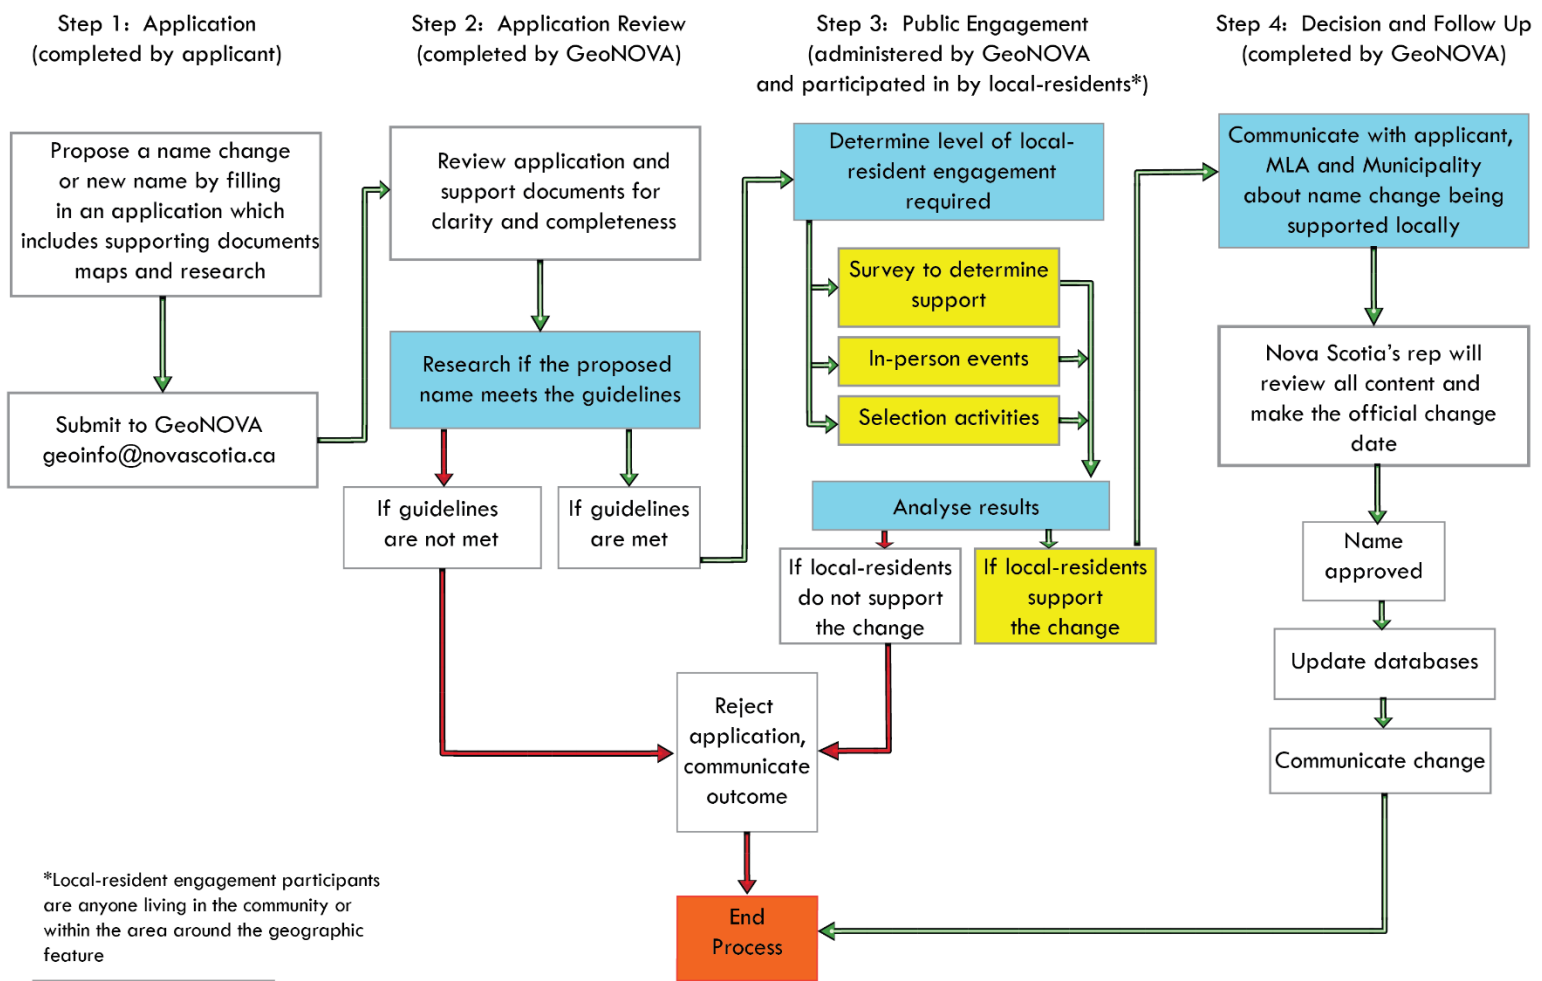 Step 1: Application
(completed by applicant)
Propose a name change
or new name by filling
in an application which
includes supporting documents
maps and research
Submit to GeoNOVA
geoinfo@novascotia.ca
Step 2: Application Review
(completed by GeoNOVA)
Review application and
support documents for
clarity and completeness
Research if the proposed
name meets the guidelines
If guidelines
are not met
If guidelines
are met
Step 3: Public Engagement
(administered by GeoNOVA
and participated in by local-residents*)
Determine level of local-
resident engagement
required
Survey to determine
support
In-person events
Selection activities
Analyse results
If local-residents
do not support
the change
If local-residents
support
the change
Reject
application,
communicate
outcome
End
Process
Step 4: Decision and Follow Up
(completed by GeoNOVA)
Communicate with applicant,
MLA and Municipality
about name change being
supported locally
Nova Scotia's rep will
review all content and
make the official change
date
Name
approved
Update databases
Communicate change
*Local-resident engagement participants
are anyone living in the community or
within the area around the geographic
feature